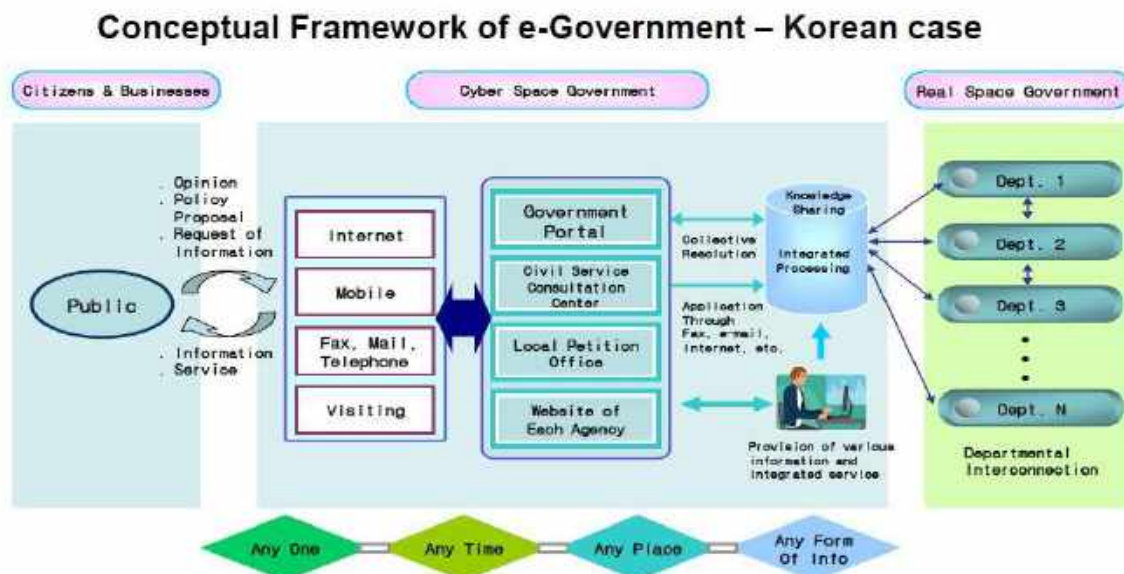 Conceptual Framework of e-Government – Korean case
Citizens & Businesses
Cyber Space Government
Real Space Government
. Opinion
. Policy
Proposal
. Request of
Information
Public
. Information
. Service
Internet
Mobile
Fax, Mail,
Telephone
Visiting
Government
Portal
Civil Service
Consultation
Center
Local Petition
Office
Website of
Each Agency
Collective
Resolution
Application
Through
Fax, e-mail,
Internet, etc.
Knowledge
Sharing
Integrated
Processing
Provision of various
information and
integrated service
Dept. 1
Dept. 2
Dept. 3
Dept. N
Departmental
Interconnection
Any One
Any Time
Any Place
Any Form
Of Info